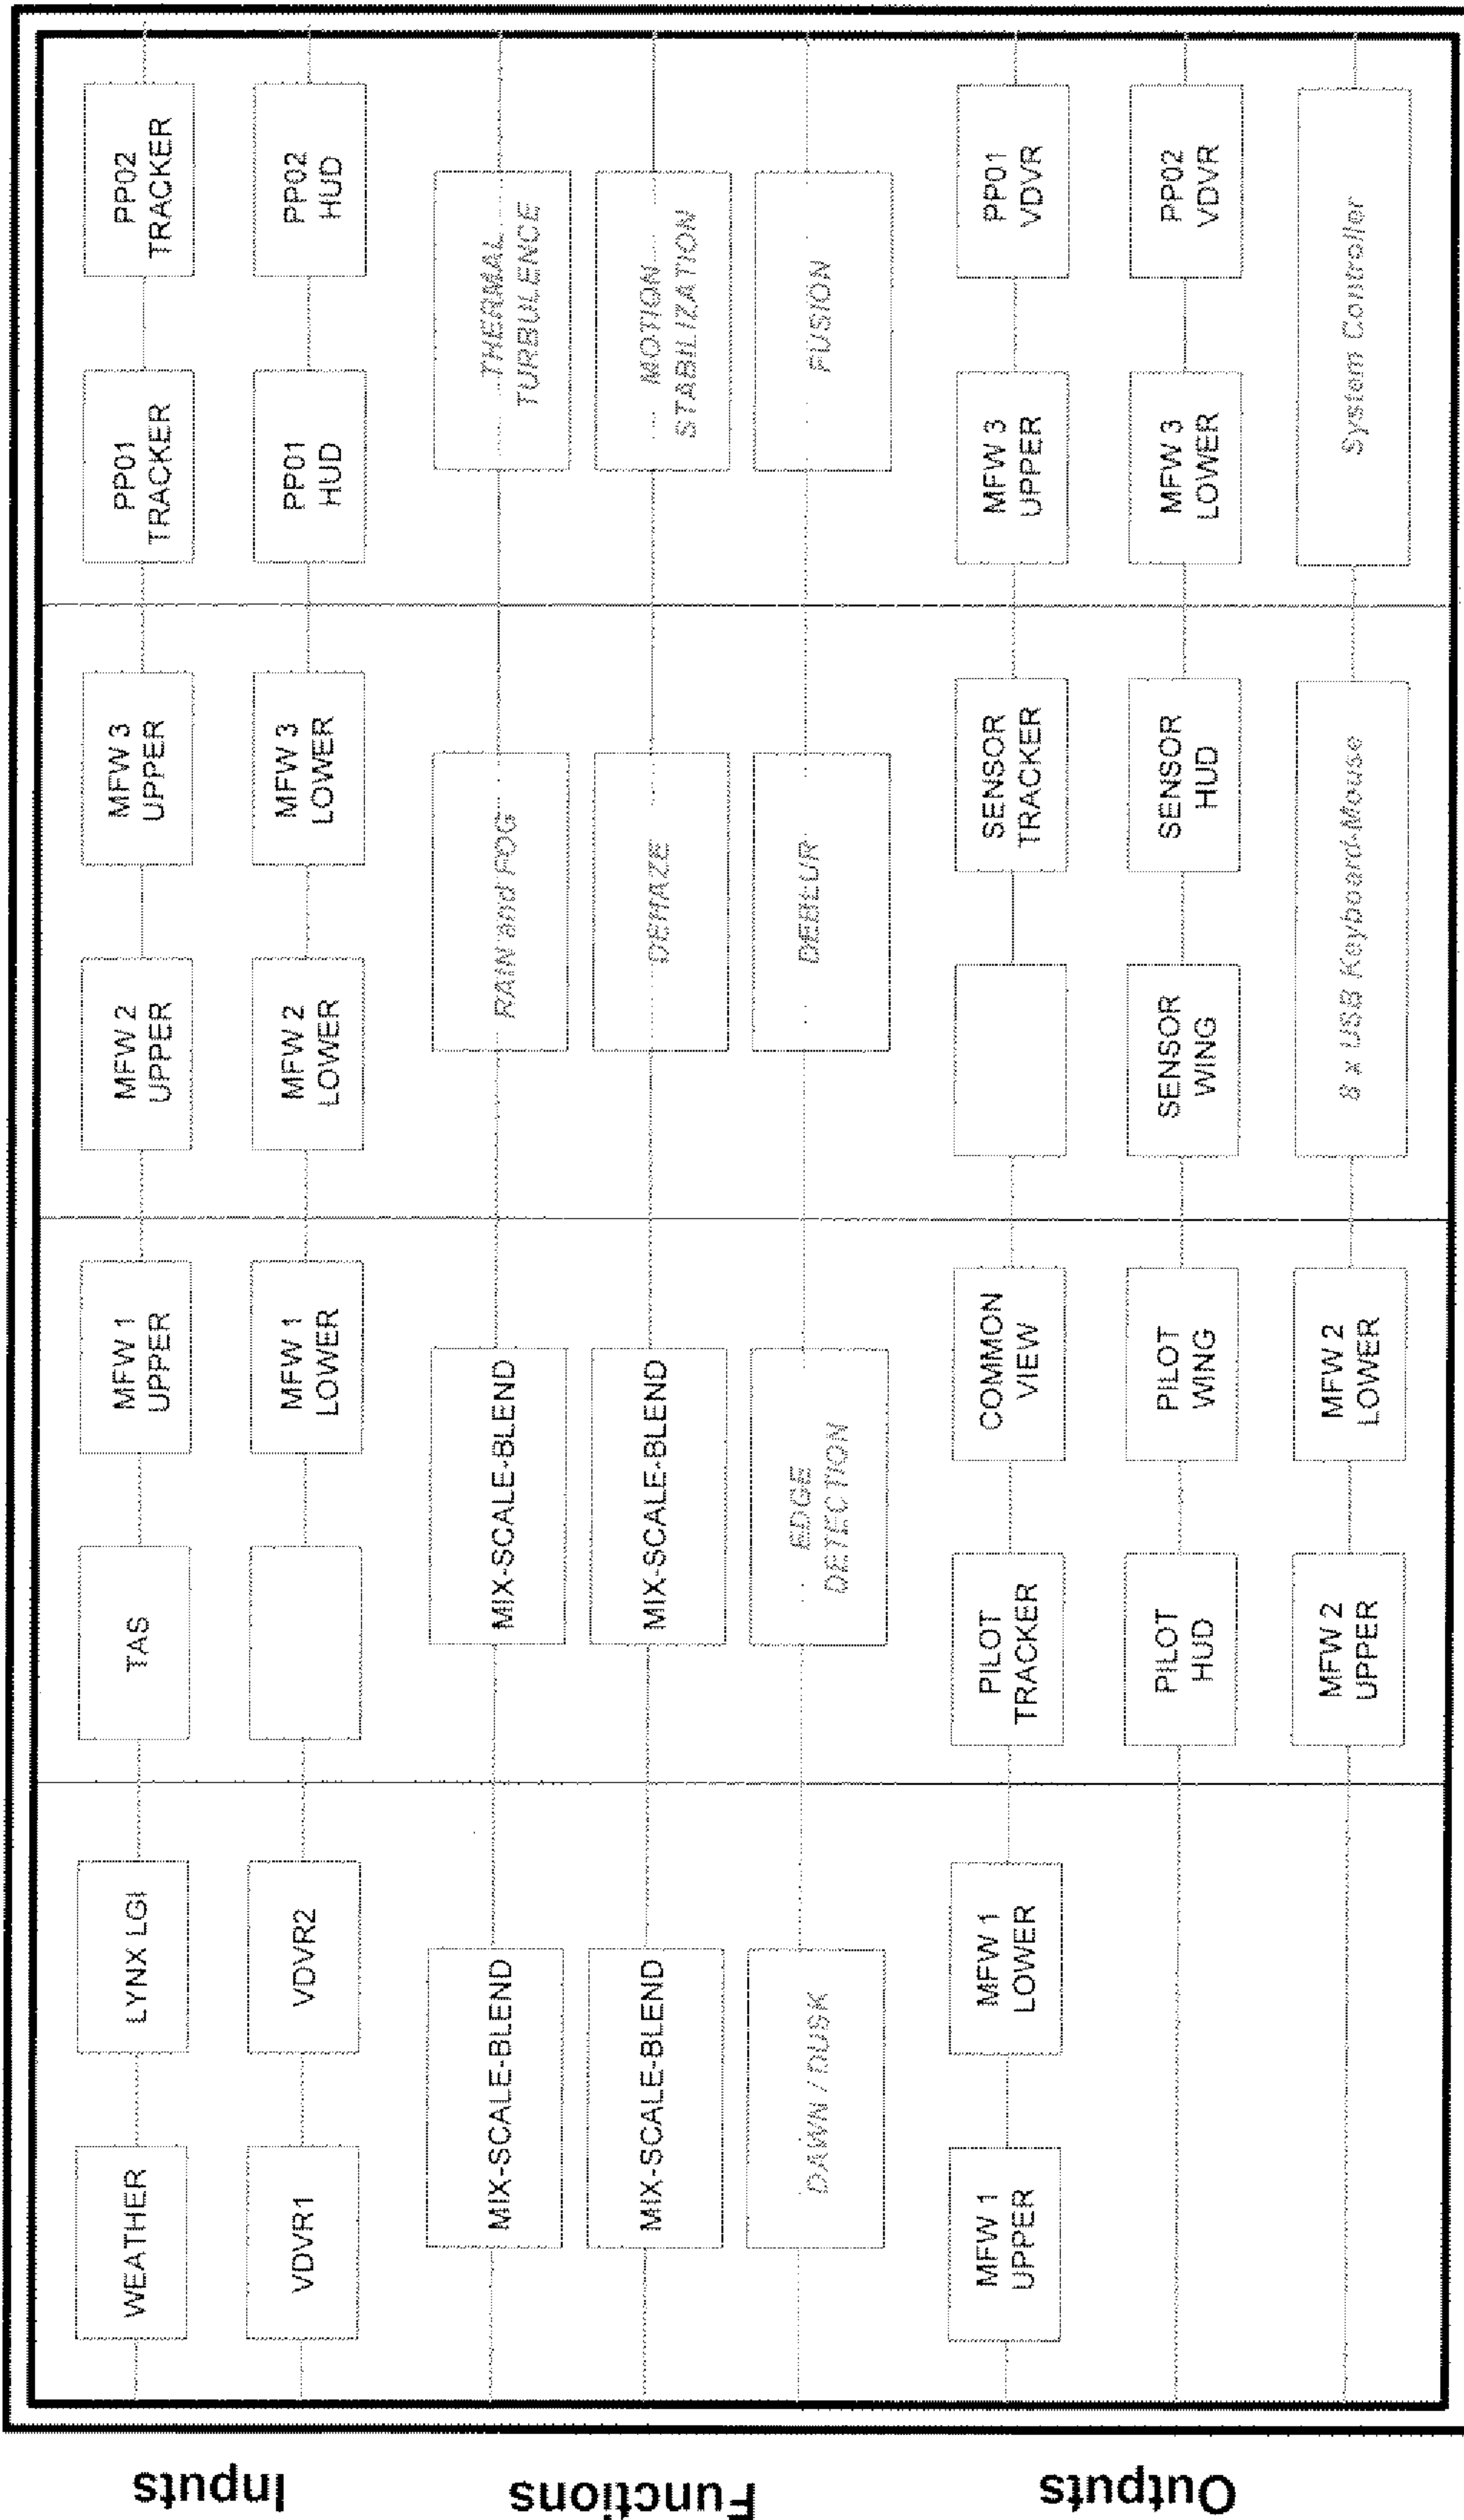 Inputs
WEATHER
LYNX LGI
TAS
MFW 1
UPPER
MFW 2
UPPER
MFW 3
UPPER
PP01
TRACKER
PP02
TRACKER
VDVR1
VDVR2
MFW 1
LOWER
MFW 2
LOWER
MFW 3
LOWER
PP01
HUD
PP02
HUD
Functions
MIX-SCALE-BLEND
MIX-SCALE-BLEND
RAIN and FOG
THERMAL
TURBULENCE
MIX-SCALE-BLEND
MIX-SCALE-BLEND
DEHAZE
MOTION
STABILIZATION
DAWN / DUSK
EDGE
DETECTION
DEBLUR
FUSION
Outputs
MFW 1
UPPER
MFW 1
LOWER
PILOT
TRACKER
COMMON
VIEW
SENSOR
TRACKER
MFW 3
UPPER
PP01
VDVR
PILOT
HUD
PILOT
WING
SENSOR
WING
SENSOR
HUD
MFW 3
LOWER
PP02
VDVR
MFW 2
UPPER
MFW 2
LOWER
8 x USB Keyboard-Mouse
System Controller